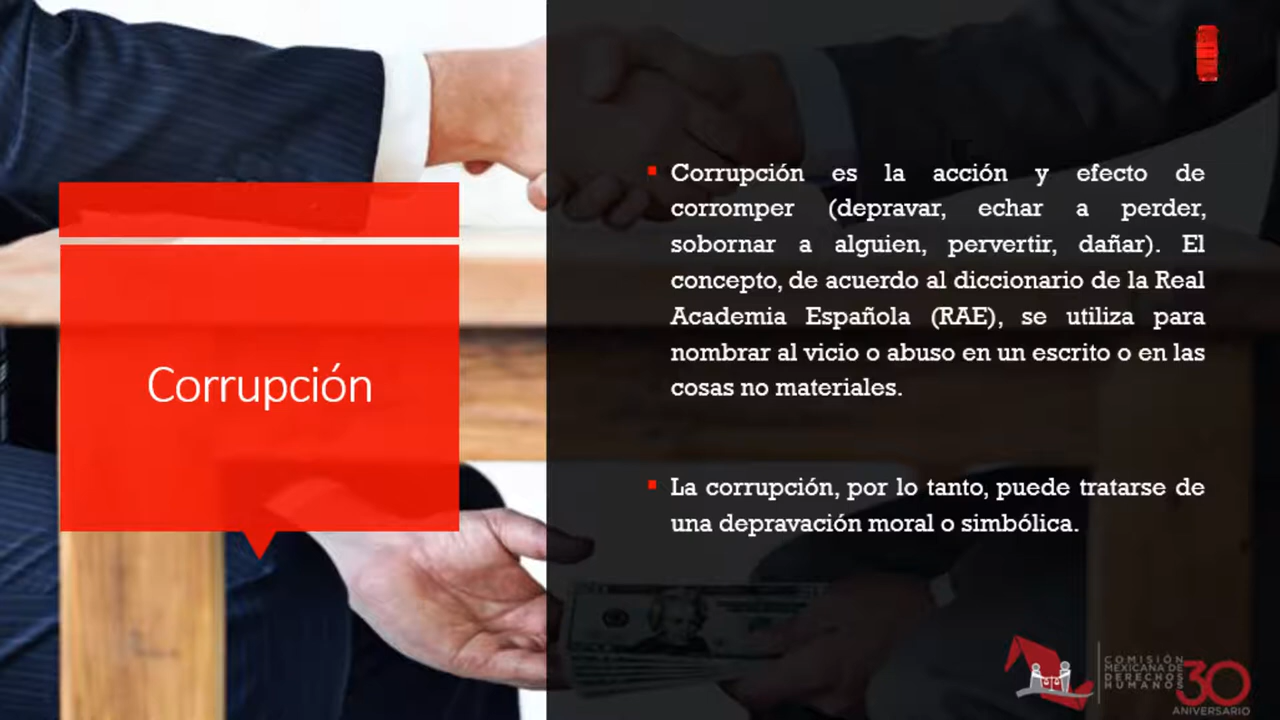 Corrupción
Corrupción es la acción y efecto de
corromper (depravar, echar a perder,
sobornar a alguien, pervertir, dañar). El
concepto, de acuerdo al diccionario de la Real
Academia Española (RAE), se utiliza para
nombrar al vicio o abuso en un escrito o en las
cosas no materiales.
La corrupción, por lo tanto, puede tratarse de
una depravación moral o simbólica.
COMISIÓN
MEXICANA DE
DERECHOS
HUMANOS
30
ANIVERSARIO